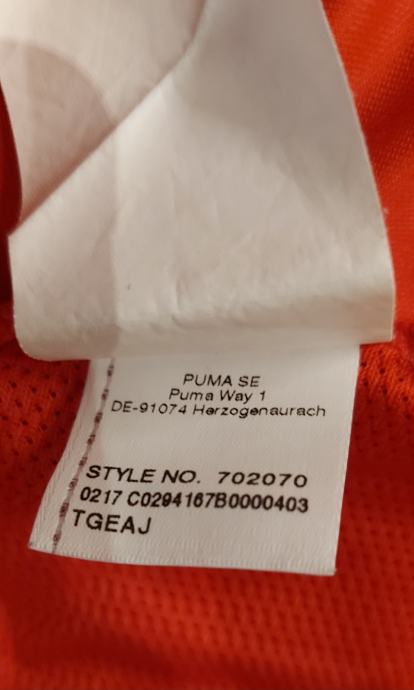 PUMA SE
Puma Way 1
DE-91074 Herzogenaurach
STYLE NO. 702070
0217 C0294167B0000403
TGEAJ